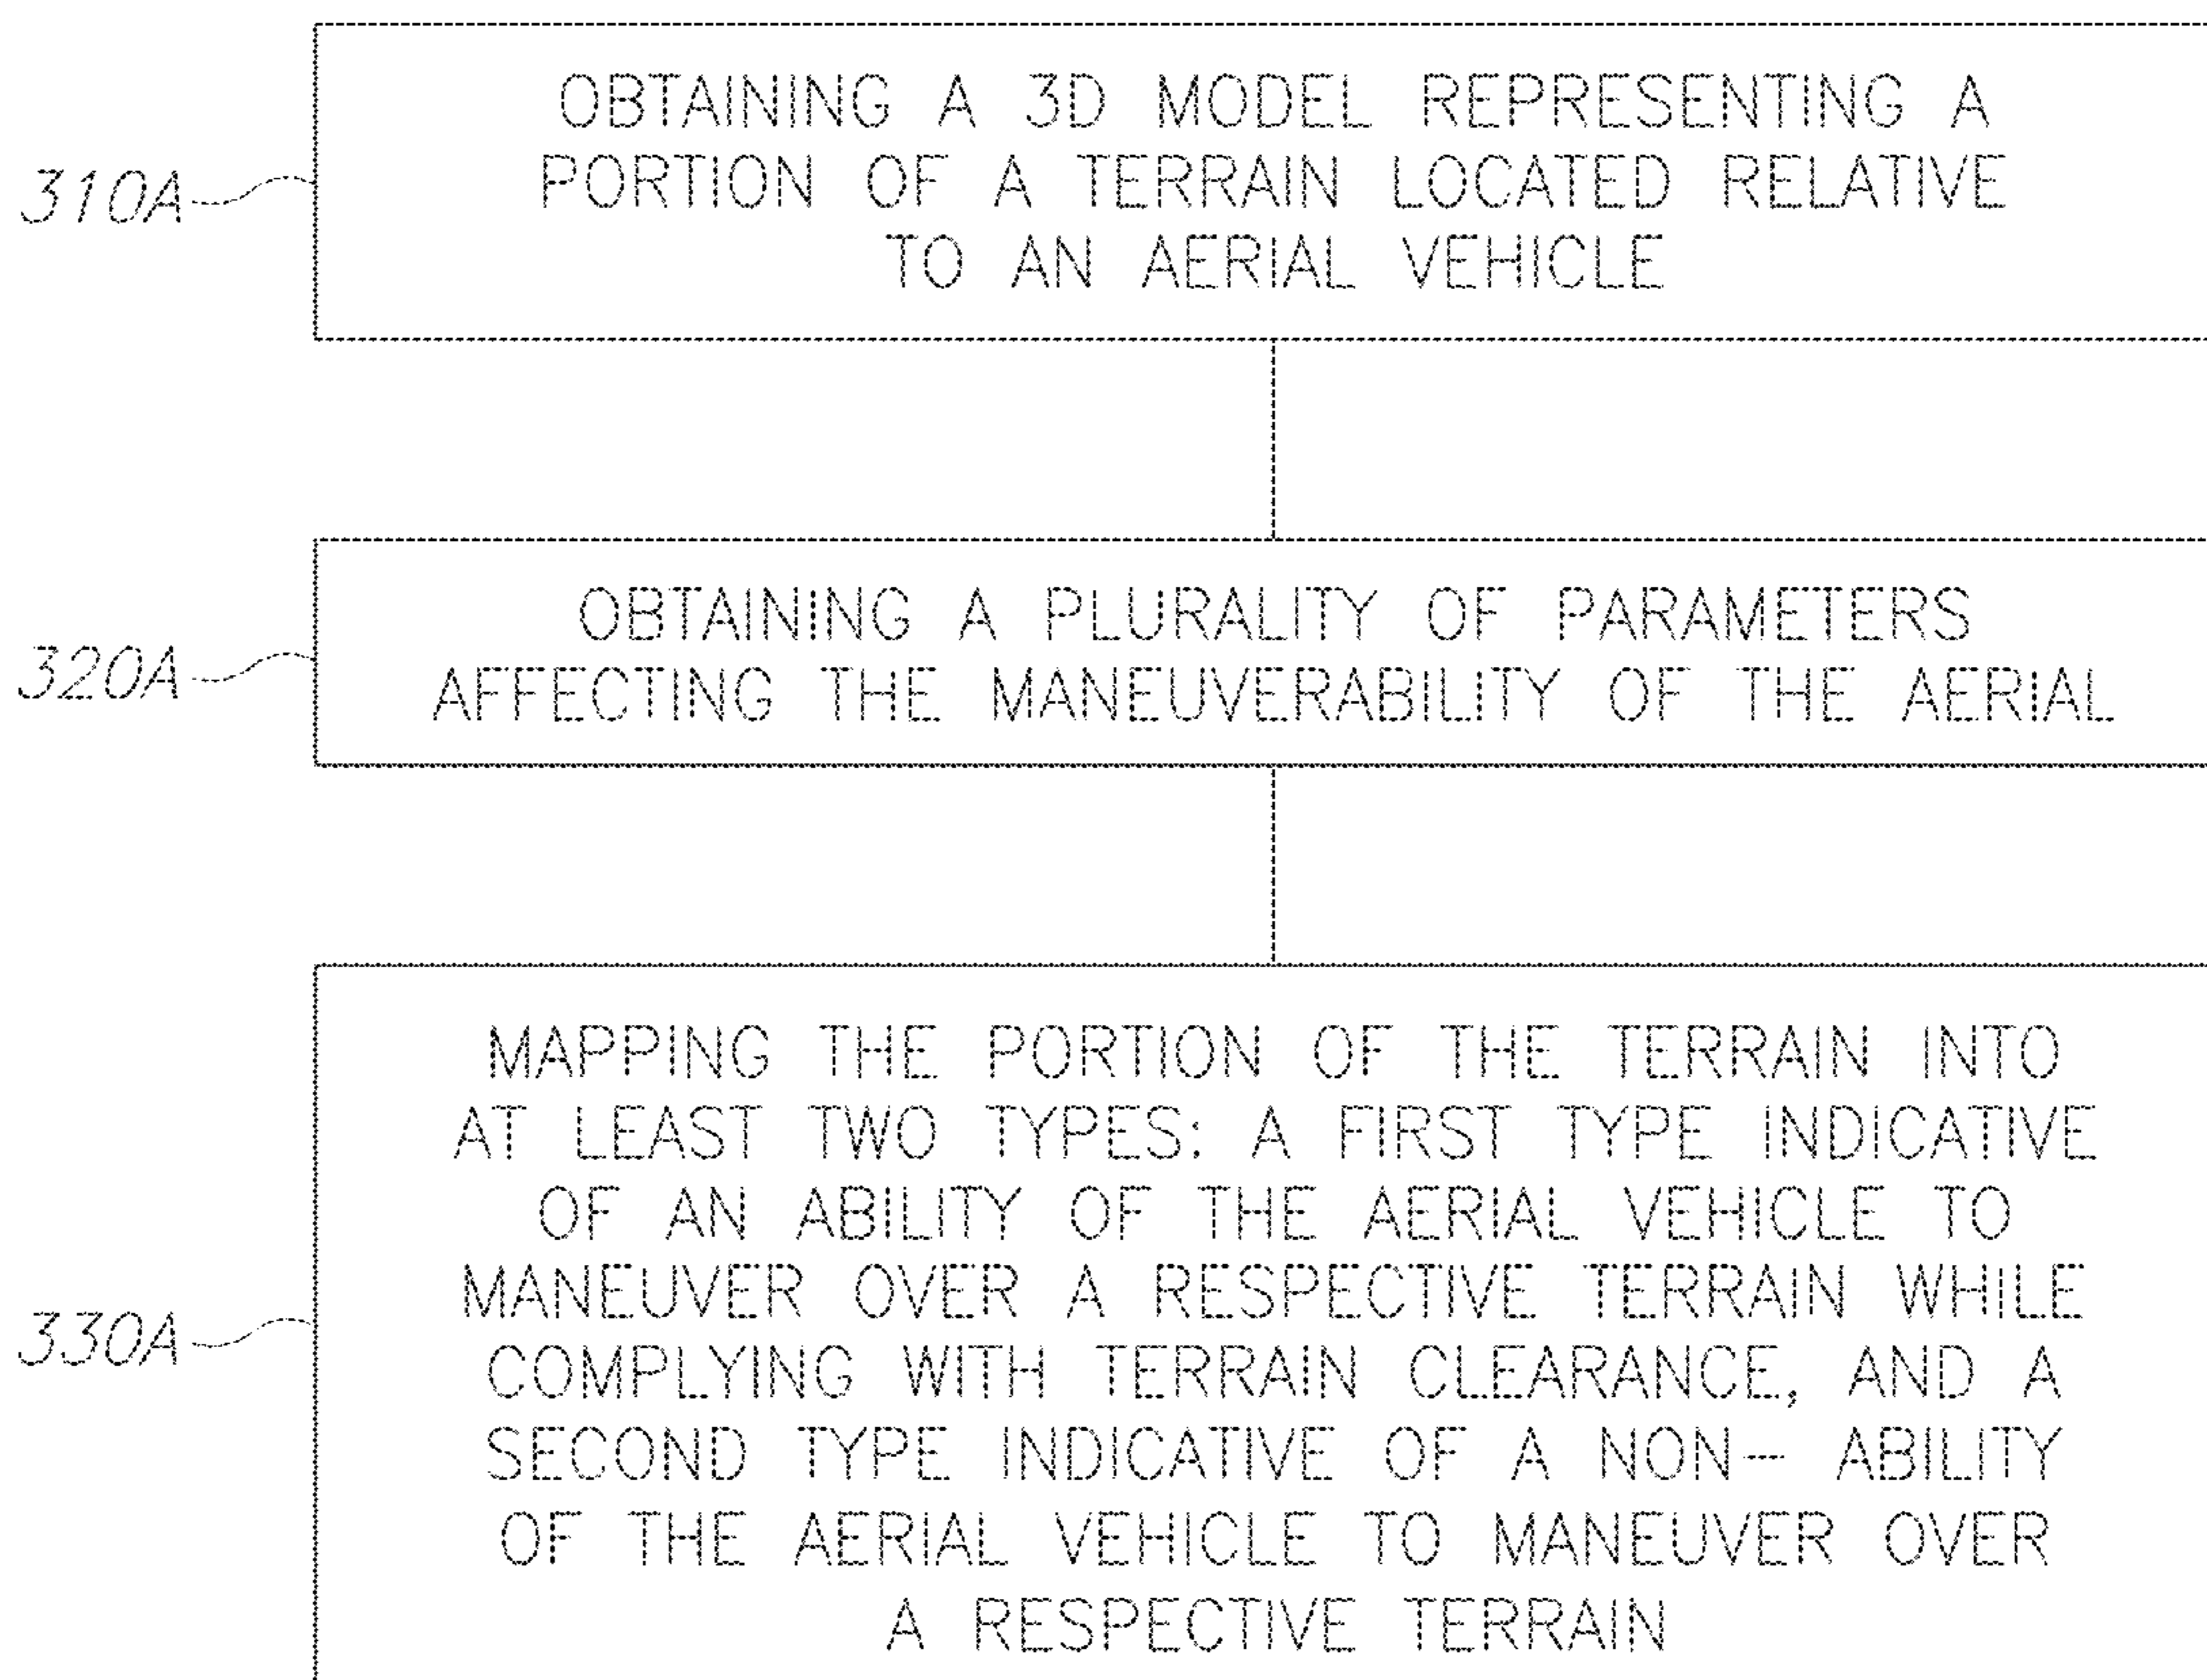 OBTAINING A 3D MODEL REPRESENTING A
PORTION OF A TERRAIN LOCATED RELATIVE
TO AN AERIAL VEHICLE
310A
OBTAINING A PLURALITY OF PARAMETERS
AFFECTING THE MANEUVERABILITY OF THE AERIAL
320A
MAPPING THE PORTION OF THE TERRAIN INTO
AT LEAST TWO TYPES: A FIRST TYPE INDICATIVE
OF AN ABILITY OF THE AERIAL VEHICLE TO
MANEUVER OVER A RESPECTIVE TERRAIN WHILE
COMPLYING WITH TERRAIN CLEARANCE, AND A
SECOND TYPE INDICATIVE OF A NON- ABILITY
OF THE AERIAL VEHICLE TO MANEUVER OVER
A RESPECTIVE TERRAIN
330A